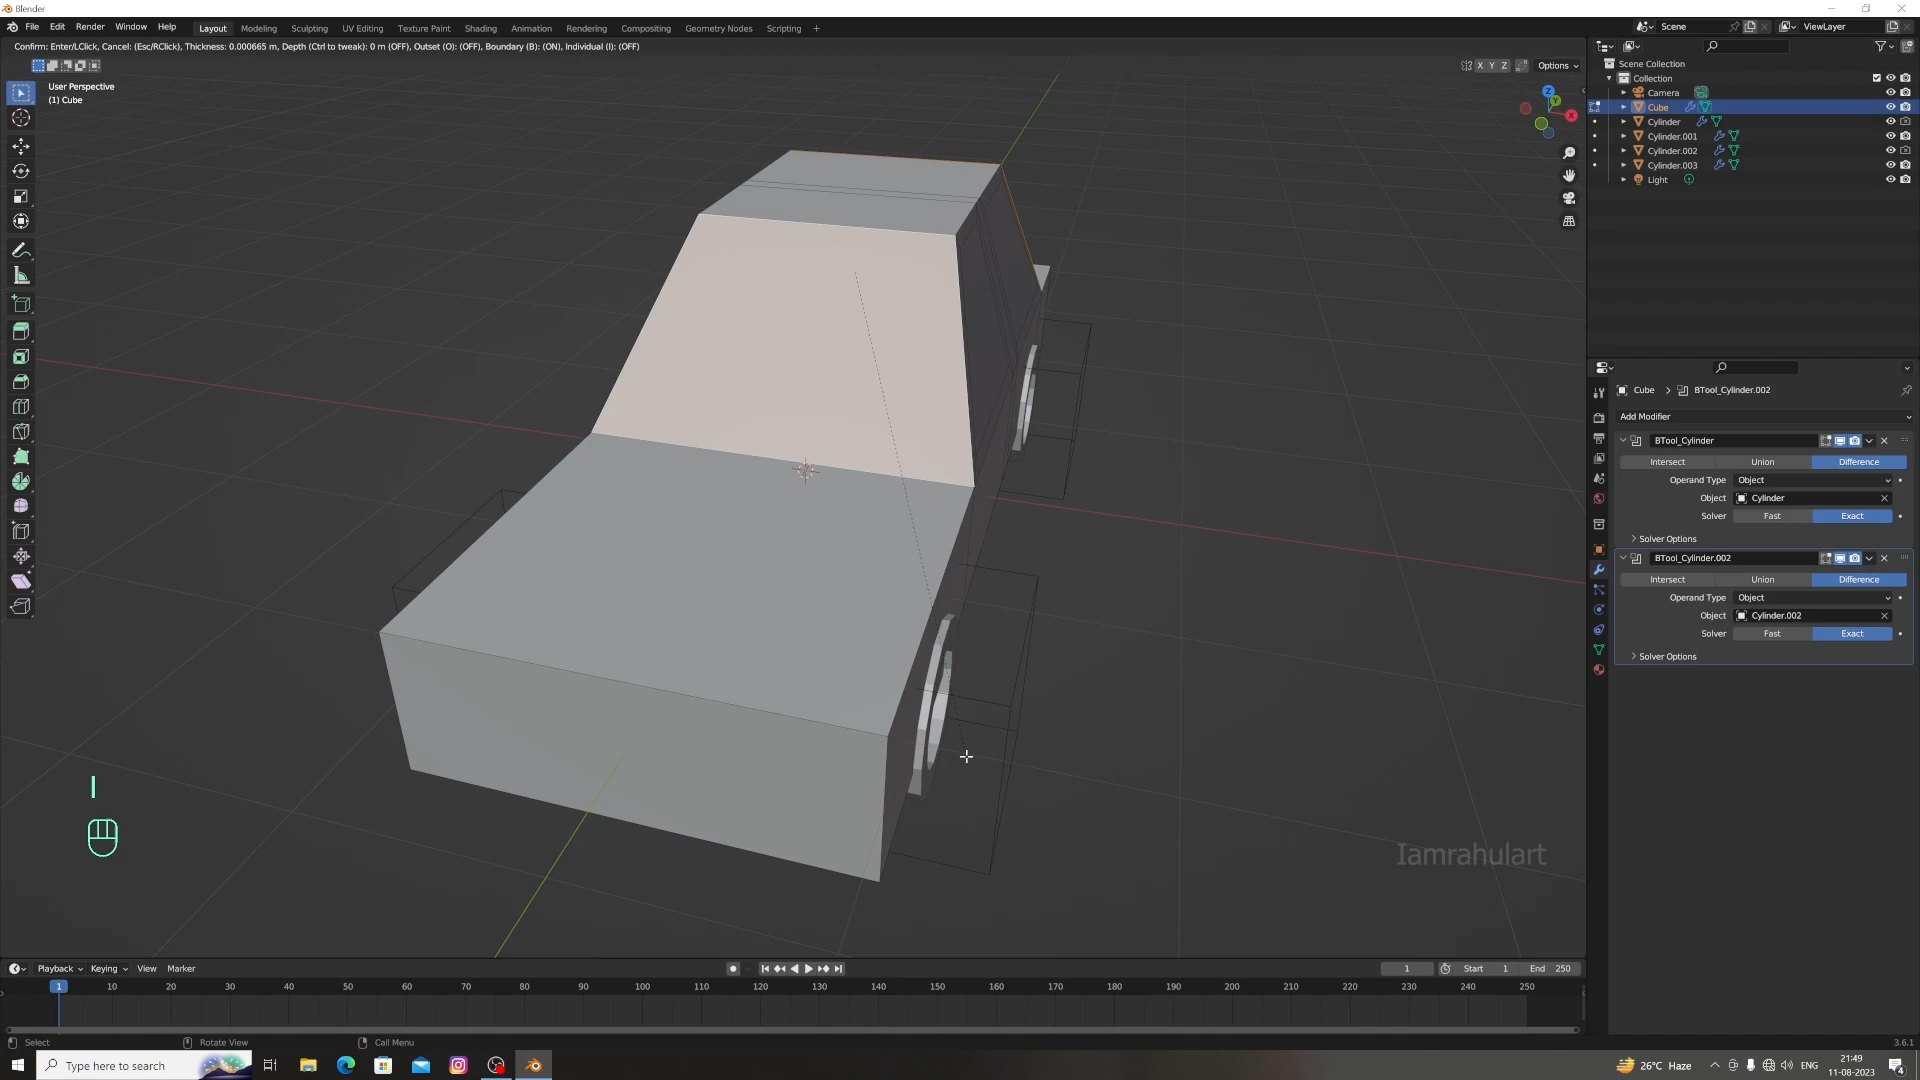 Blender
File Edit Render Window Help Layout Modeling Sculpting UV Editing Texture Paint Shading Animation Rendering Compositing Geometry Nodes Scripting + Scene ViewLayer
Confirm: Enter/LClick, Cancel: (Esc/RClick), Thickness: 0.000665 m, Depth (Ctrl to tweak): 0 m (OFF), Outset (O): (OFF), Boundary (B): (ON), Individual (I): (OFF)
X Y Z Options
User Perspective
(1) Cube
Z
Y
X
Scene Collection
Collection
Camera
Cube
Cylinder
Cylinder.001
Cylinder.002
Cylinder.003
Light
Cube > BTool_Cylinder.002
Add Modifier
BTool_Cylinder
Intersect Union Difference
Operand Type Object
Object Cylinder
Solver Fast Exact
> Solver Options
BTool_Cylinder.002
Intersect Union Difference
Operand Type Object
Object Cylinder.002
Solver Fast Exact
> Solver Options
I
Iamrahulart
Playback Keying View Marker 1 Start 1 End 250
1 10 20 30 40 50 60 70 80 90 100 110 120 130 140 150 160 170 180 190 200 210 220 230 240 250
Select Rotate View Call Menu 3.6.1
Type here to search 26°C Haze ENG 21:49 11-08-2023 4